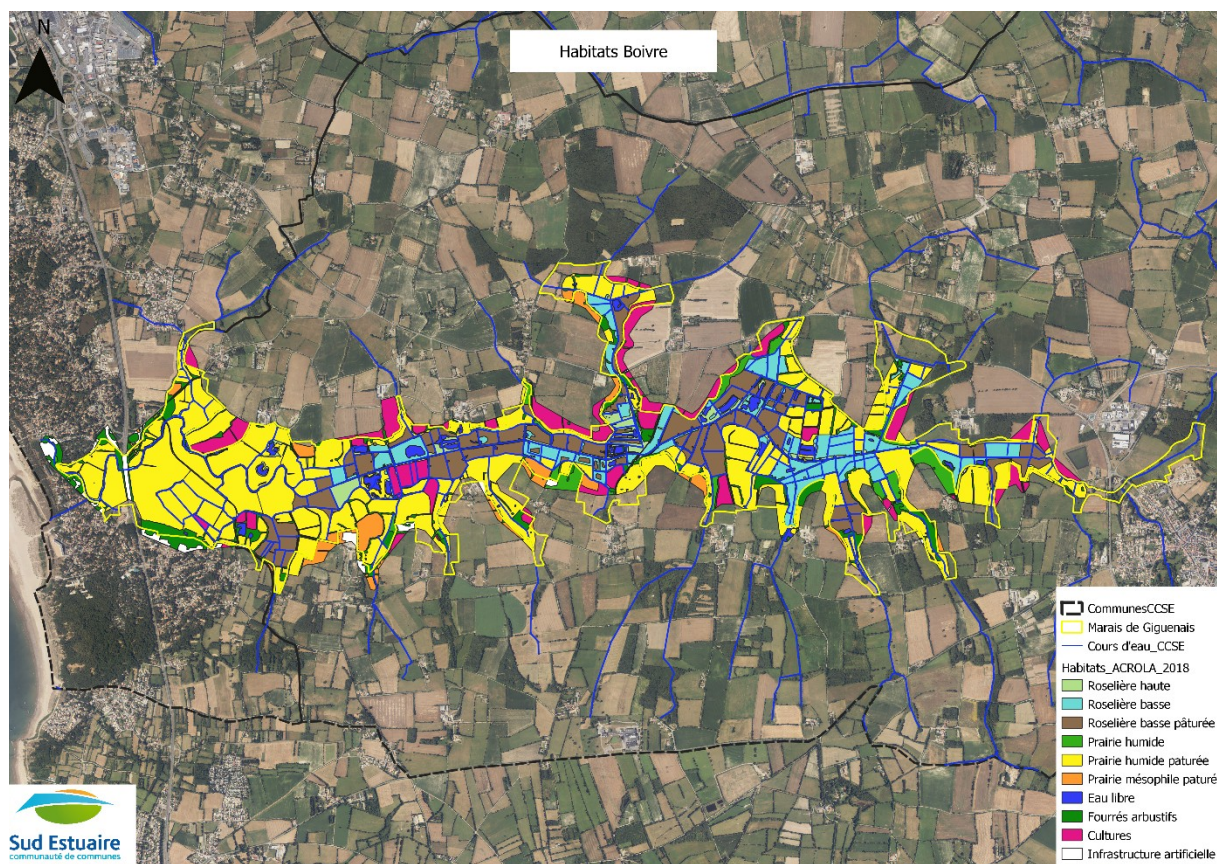 Habitats Boivre
N
CommunesCCSE
Marais de Giguenais
Cours d'eau_CCSE
Habitats_ACROLA_2018
Roselière haute
Roselière basse
Roselière basse pâturée
Prairie humide
Prairie humide paturée
Prairie mésophile paturé
Eau libre
Fourrés arbustifs
Cultures
Infrastructure artificielle
Sud Estuaire
communauté de communes